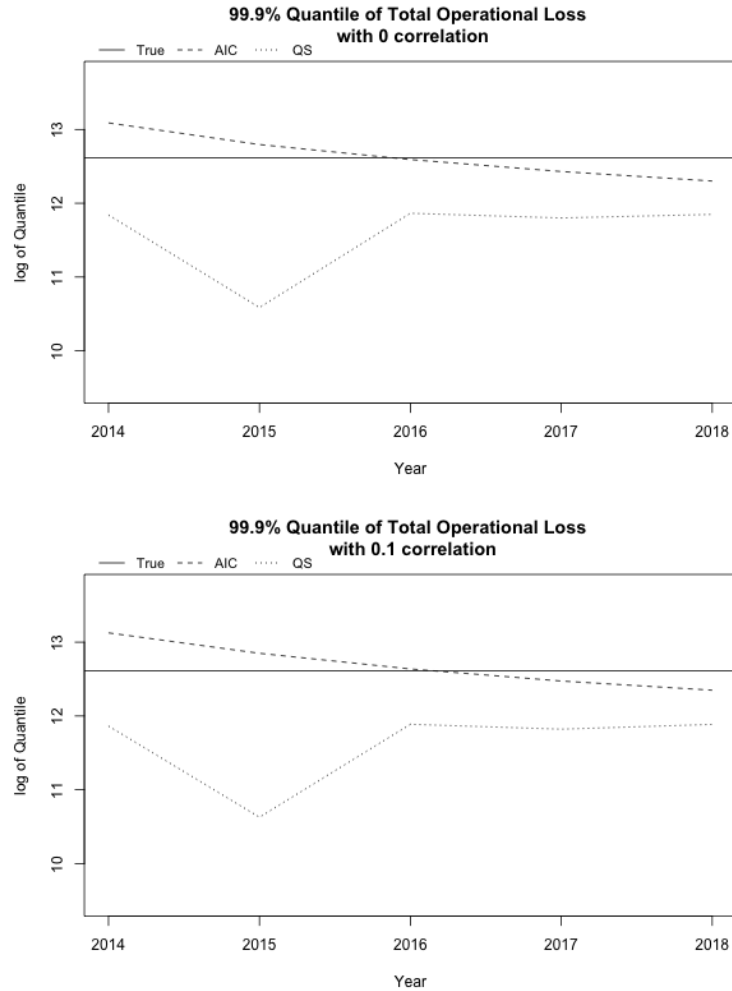 99.9% Quantile of Total Operational Loss
with 0 correlation
True AIC QS
log of Quantile
13
12
11
10
2014 2015 2016 2017 2018
Year
99.9% Quantile of Total Operational Loss
with 0.1 correlation
True AIC QS
log of Quantile
13
12
11
10
2014 2015 2016 2017 2018
Year